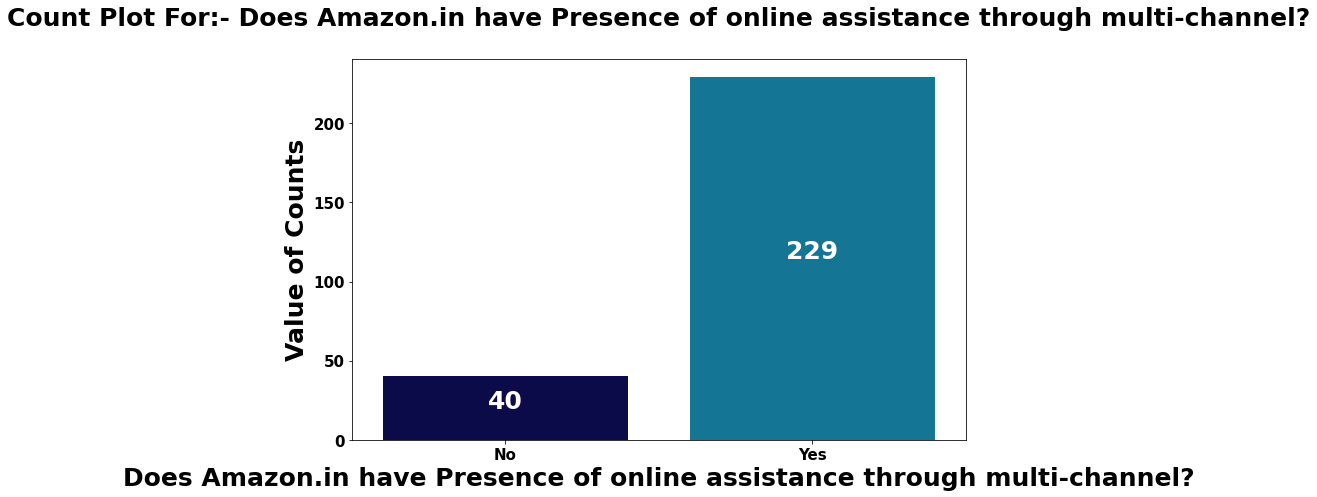 Count Plot For:- Does Amazon.in have Presence of online assistance through multi-channel?
Value of Counts
200
150
100
50
0
229
40
No
Yes
Does Amazon.in have Presence of online assistance through multi-channel?